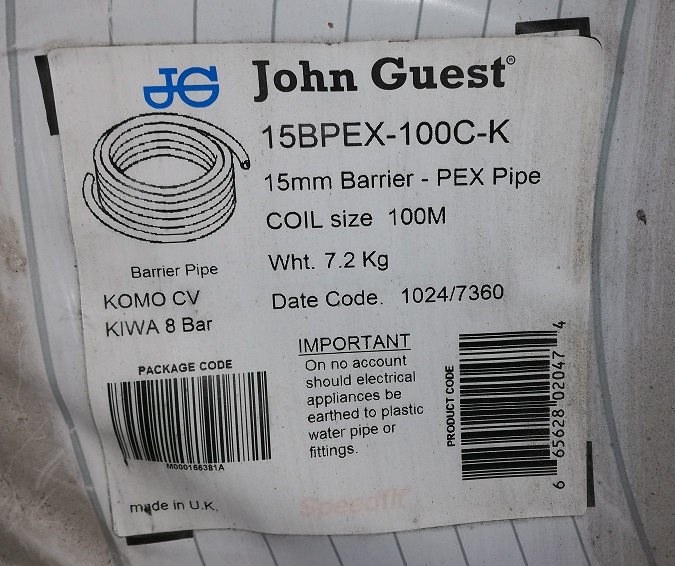 JG John Guest®
15BPEX-100C-K
15mm Barrier - PEX Pipe
COIL size 100M
Wht. 7.2 Kg
Date Code. 1024/7360
Barrier Pipe
KOMO CV
KIWA 8 Bar
IMPORTANT
On no account
should electrical
appliances be
earthed to plastic
water pipe or
fittings.
PACKAGE CODE
M000166381A
PRODUCT CODE
6 65628 02047 4
made in U.K.
Speedfit